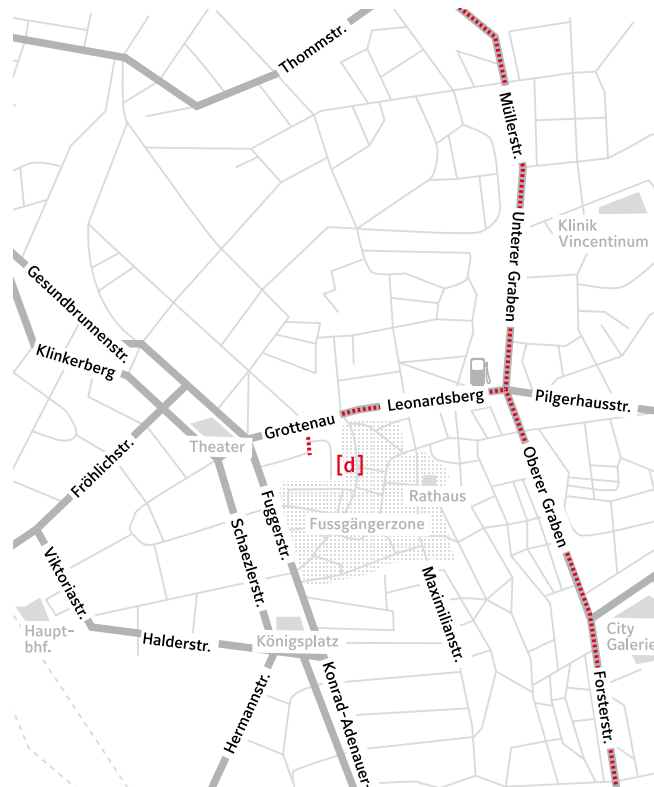 Thommstr.
Müllerstr.
Unterer Graben
Klinik
Vincentinum
Gesundbrunnenstr.
Klinkerberg
Leonardsberg
Pilgerhausstr.
Grottenau
Theater
[d]
Fröhlichstr.
Oberer Graben
Rathaus
Fuggerstr.
Fussgängerzone
Schaezlerstr.
Viktoriastr.
Maximilianstr.
Haupt-
bhf.
Halderstr.
Königsplatz
City
Galerie
Forsterstr.
Hermannstr.
Konrad-Adenauer-